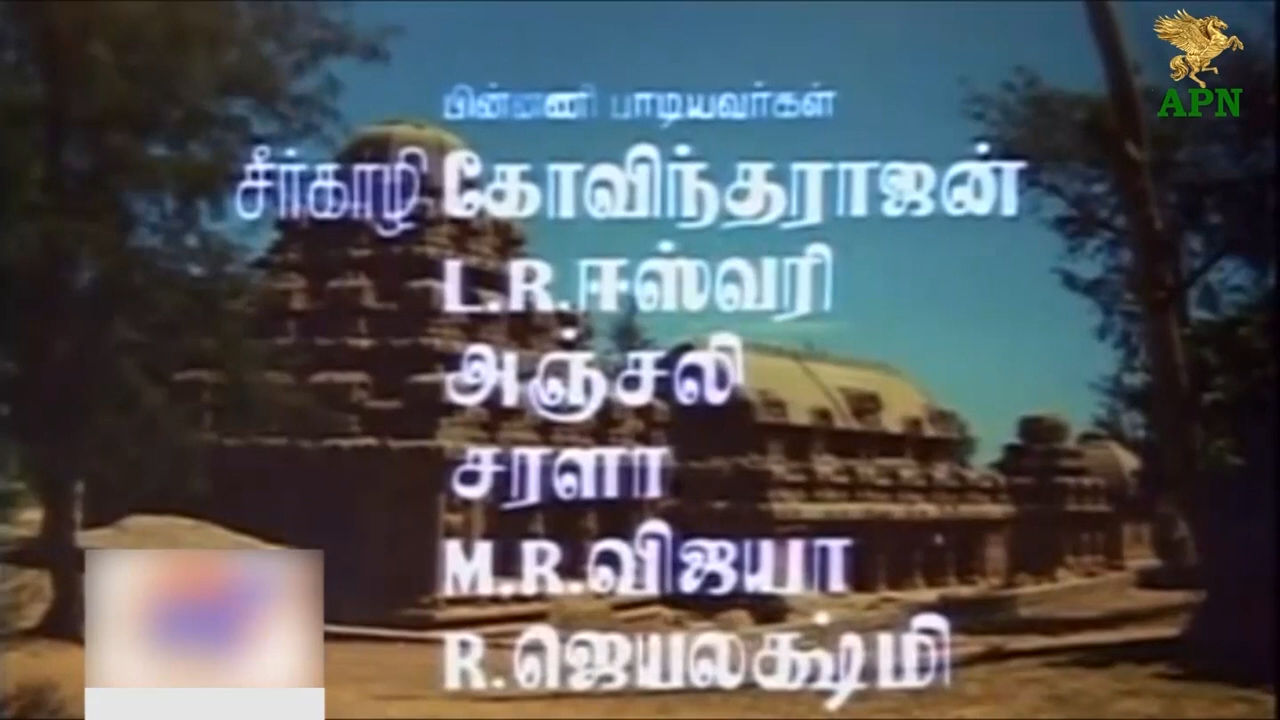 APN
பின்னணி பாடியவர்கள்
சீர்காழி கோவிந்தராஜன்
L.R.ஈஸ்வரி
அஞ்சலி
சரளா
M.R.விஜயா
R.ஜெயலக்ஷ்மி